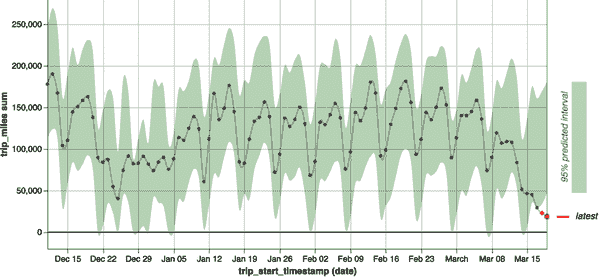 250,000
200,000
150,000
100,000
50,000
0
trip_miles sum
Dec 15 Dec 22 Dec 29 Jan 05 Jan 12 Jan 19 Jan 26 Feb 02 Feb 09 Feb 16 Feb 23 March Mar 08 Mar 15
trip_start_timestamp (date)
95% predicted interval
latest